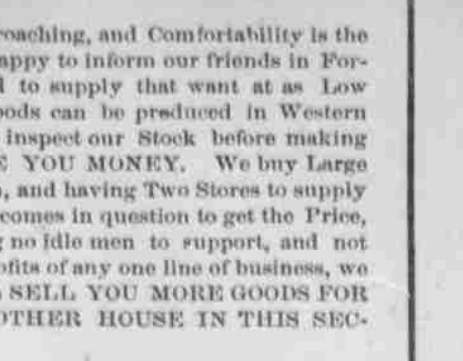 roaching, and Comfortability is the
appy to inform our friends in For-
to supply that want at as Low
oods can be produced in Western
inspect our Stock before making
YOU MONEY. We buy Large
, and having Two Stores to supply
comes in question to get the Price,
no idle men to support, and not
ofits of any one line of business, we
SELL YOU MORE GOODS FOR
OTHER HOUSE IN THIS SEC-